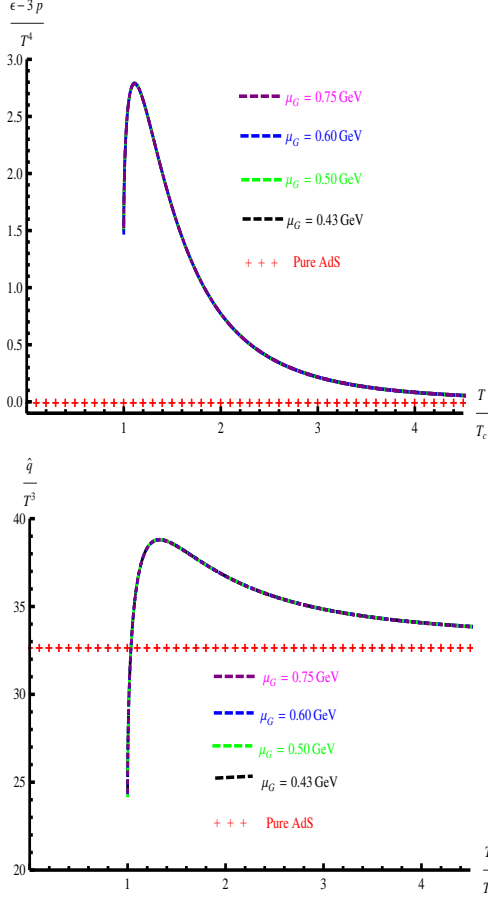 ϵ − 3 p
T⁴
3.0
2.5
2.0
1.5
1.0
0.5
0.0
μ_G = 0.75 GeV
μ_G = 0.60 GeV
μ_G = 0.50 GeV
μ_G = 0.43 GeV
+ + + Pure AdS
1 2 3 4
T
T_c
q̂
T³
40
35
30
25
20
μ_G = 0.75 GeV
μ_G = 0.60 GeV
μ_G = 0.50 GeV
μ_G = 0.43 GeV
+ + + Pure AdS
1 2 3 4
T
T